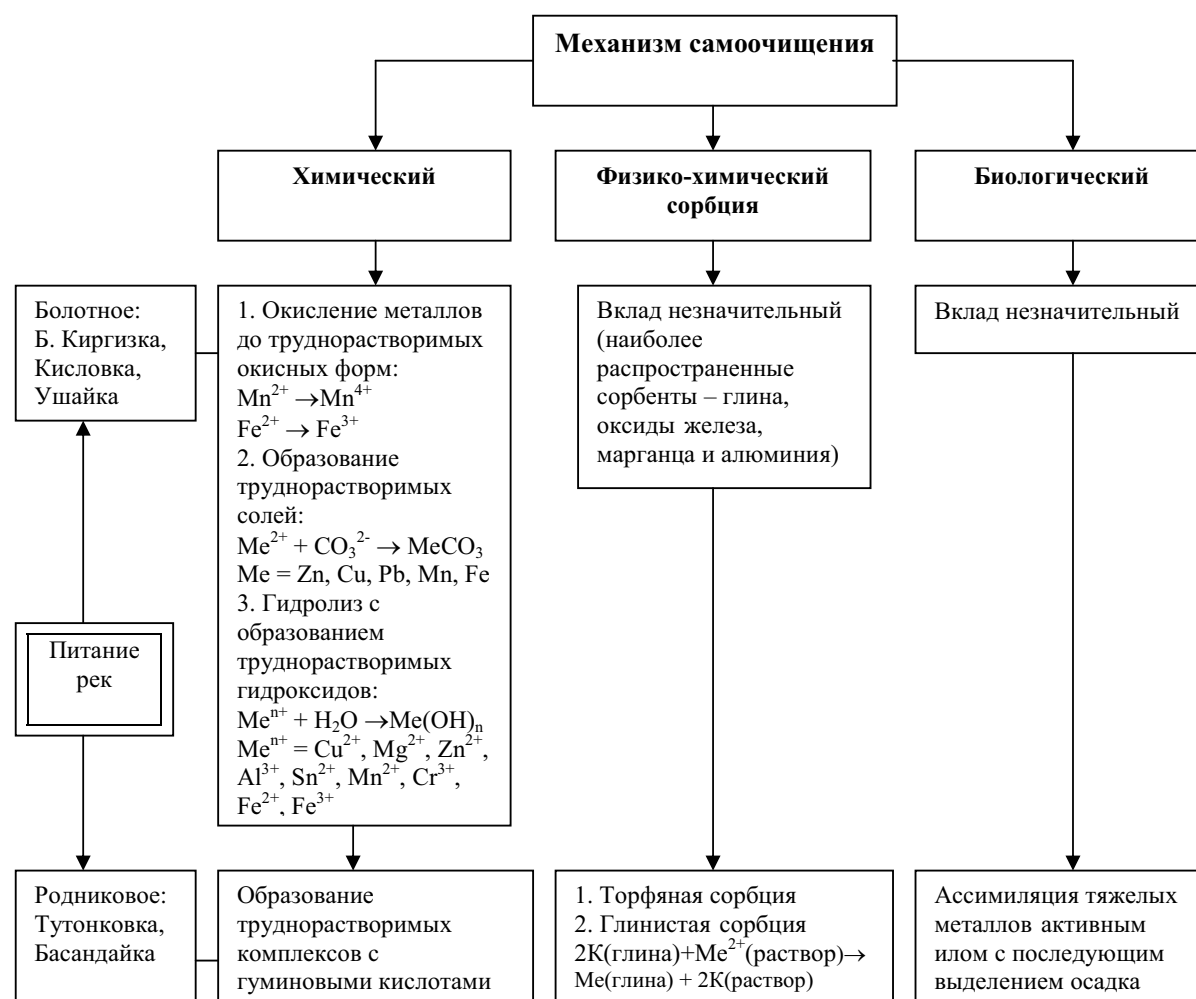 Механизм самоочищения
Химический
Физико-химический
сорбция
Биологический
Болотное:
Б. Киргизка,
Кисловка,
Ушайка
1. Окисление металлов
до труднорастворимых
окисных форм:
Mn²⁺ →Mn⁴⁺
Fe²⁺ → Fe³⁺
2. Образование
труднорастворимых
солей:
Me²⁺ + CO₃²⁻ → MeCO₃
Me = Zn, Cu, Pb, Mn, Fe
3. Гидролиз с
образованием
труднорастворимых
гидроксидов:
Meⁿ⁺ + H₂O →Me(OH)ₙ
Meⁿ⁺ = Cu²⁺, Mg²⁺, Zn²⁺,
Al³⁺, Sn²⁺, Mn²⁺, Cr³⁺,
Fe²⁺, Fe³⁺
Вклад незначительный
(наиболее
распространенные
сорбенты – глина,
оксиды железа,
марганца и алюминия)
Вклад незначительный
Питание
рек
Родниковое:
Тутонковка,
Басандайка
Образование
труднорастворимых
комплексов с
гуминовыми кислотами
1. Торфяная сорбция
2. Глинистая сорбция
2К(глина)+Me²⁺(раствор)→
Ме(глина) + 2К(раствор)
Ассимиляция тяжелых
металлов активным
илом с последующим
выделением осадка